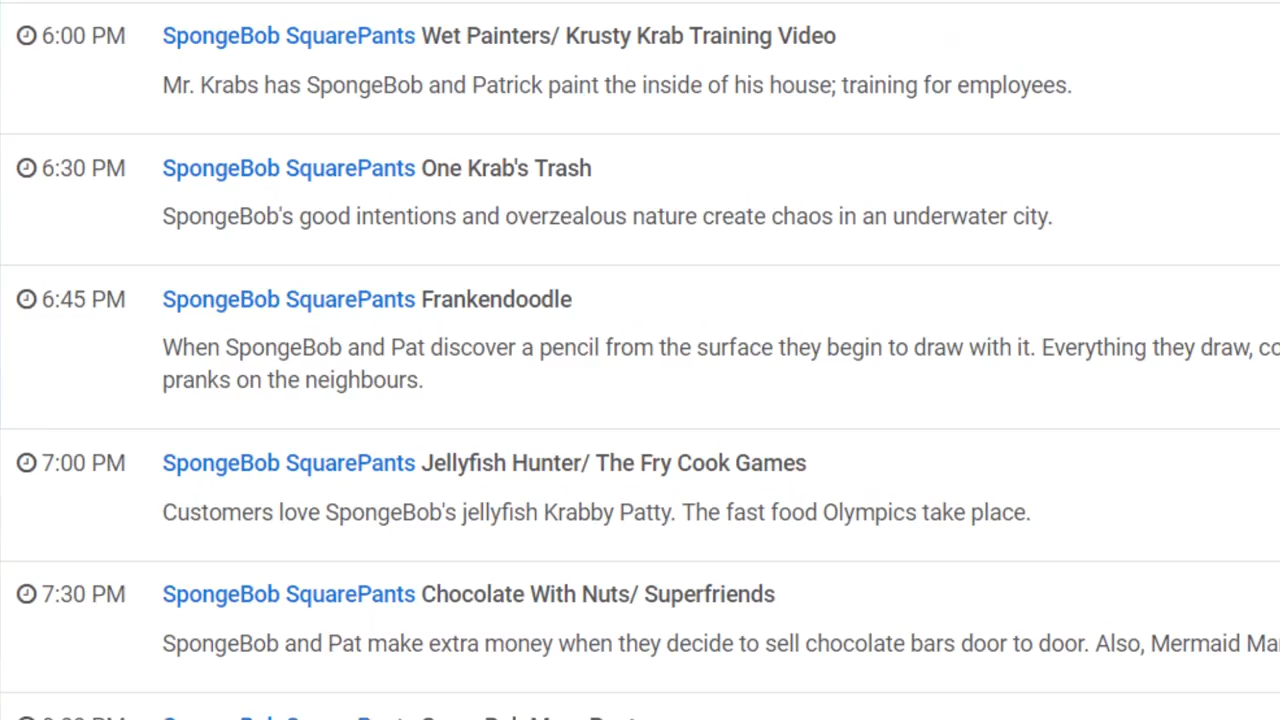 6:00 PM SpongeBob SquarePants Wet Painters/ Krusty Krab Training Video
Mr. Krabs has SpongeBob and Patrick paint the inside of his house; training for employees.
6:30 PM SpongeBob SquarePants One Krab's Trash
SpongeBob's good intentions and overzealous nature create chaos in an underwater city.
6:45 PM SpongeBob SquarePants Frankendoodle
When SpongeBob and Pat discover a pencil from the surface they begin to draw with it. Everything they draw,
pranks on the neighbours.
7:00 PM SpongeBob SquarePants Jellyfish Hunter/ The Fry Cook Games
Customers love SpongeBob's jellyfish Krabby Patty. The fast food Olympics take place.
7:30 PM SpongeBob SquarePants Chocolate With Nuts/ Superfriends
SpongeBob and Pat make extra money when they decide to sell chocolate bars door to door. Also, Mermaid